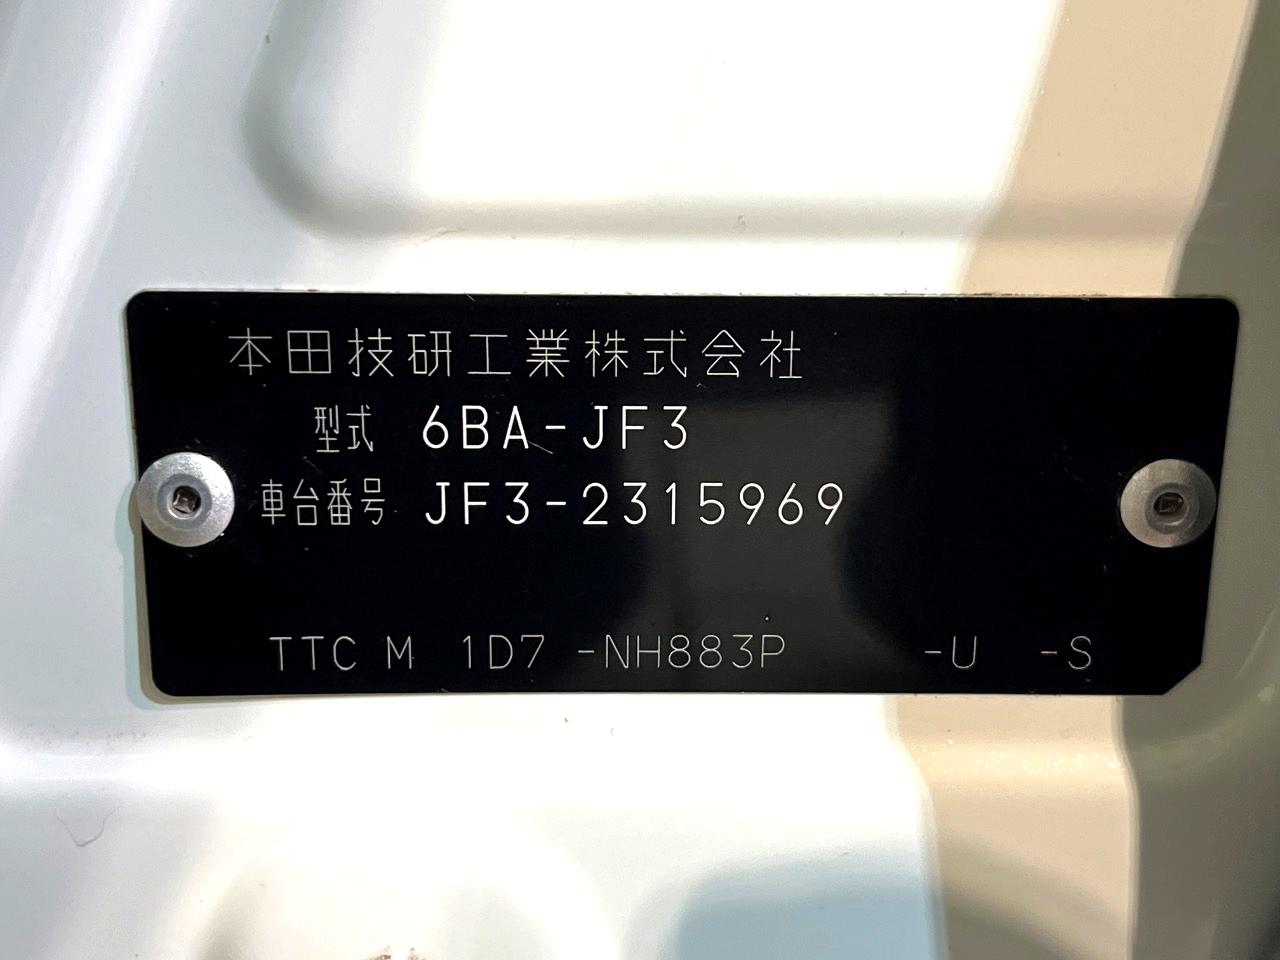 本田技研工業株式会社
型式 6BA-JF3
車台番号 JF3-2315969
TTC M 1D7 -NH883P -U -S